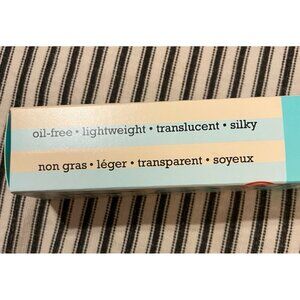 oil-free • lightweight • translucent • silky
non gras • léger • transparent • soyeux